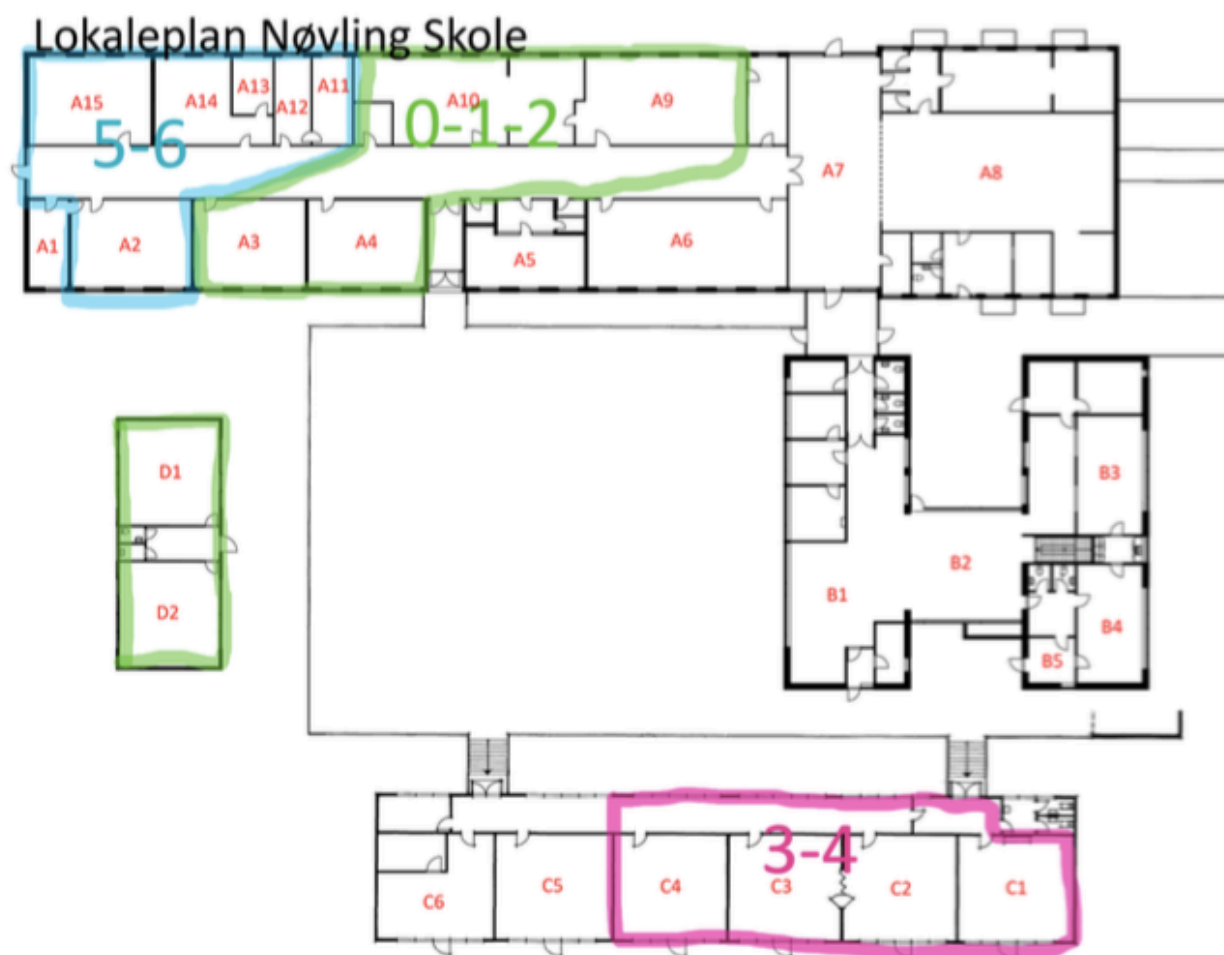 Lokaleplan Nøvling Skole
A15
A14
A13
A12
A11
A10
A9
5-6
0-1-2
A7
A8
A1
A2
A3
A4
A5
A6
D1
D2
B1
B2
B3
B4
B5
3-4
C6
C5
C4
C3
C2
C1